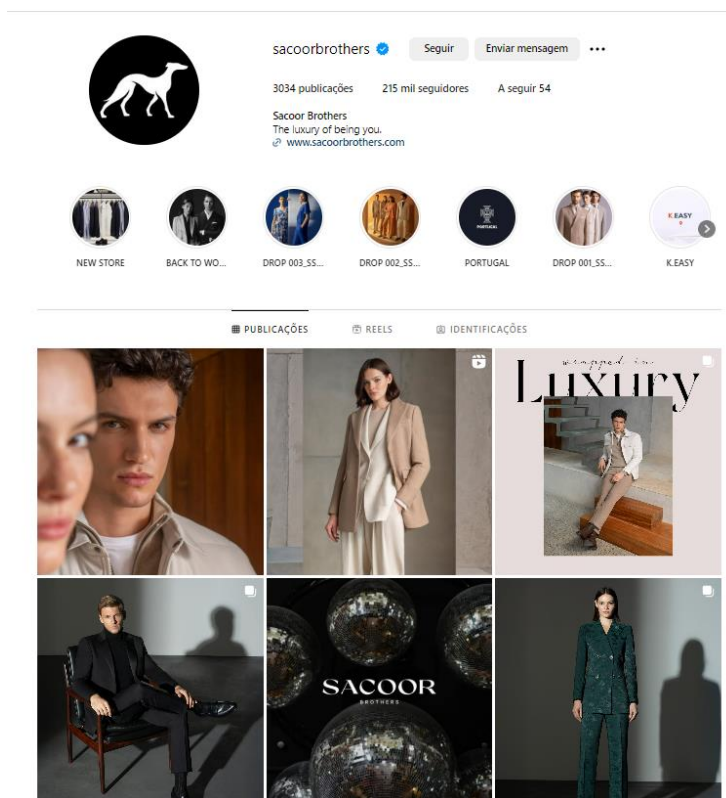 sacoorbrothers Seguir Enviar mensagem
3034 publicações 215 mil seguidores A seguir 54
Sacoor Brothers
The luxury of being you.
www.sacoorbrothers.com
K.EASY
PORTUGAL
NEW STORE BACK TO WO... DROP 003_SS... DROP 002_SS... PORTUGAL DROP 001_SS... K.EASY
PUBLICAÇÕES REELS IDENTIFICAÇÕES
wrapped in
Luxury
SACOOR
BROTHERS